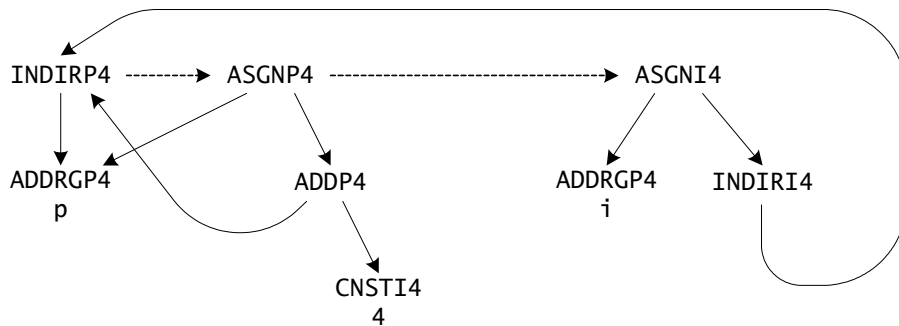 INDIRP4 ASGNP4 ASGNI4
ADDRGP4 ADDP4 ADDRGP4 INDIRI4
p i
CNSTI4
4